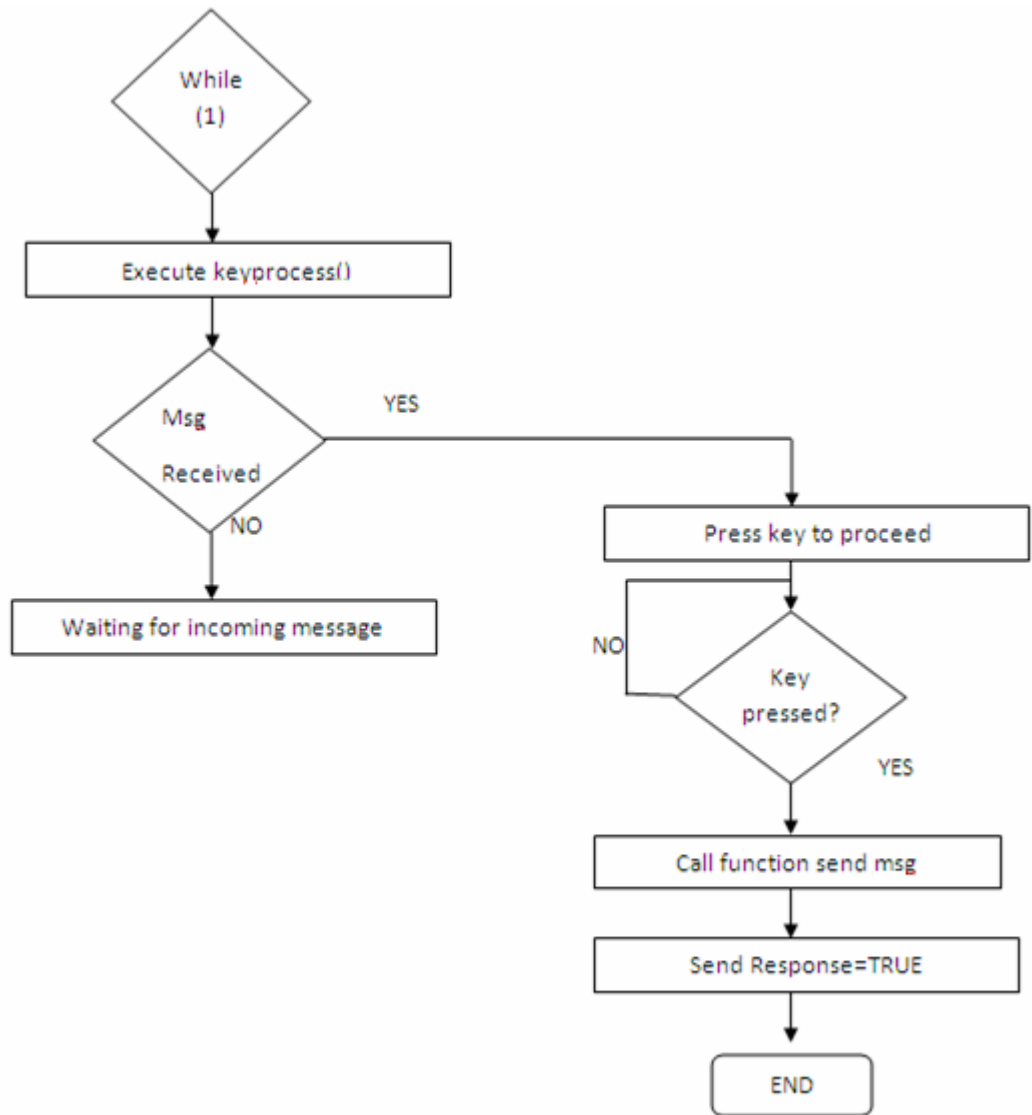 While
(1)
Execute keyprocess()
Msg
Received
YES
NO
Waiting for incoming message
Press key to proceed
NO
Key
pressed?
YES
Call function send msg
Send Response=TRUE
END